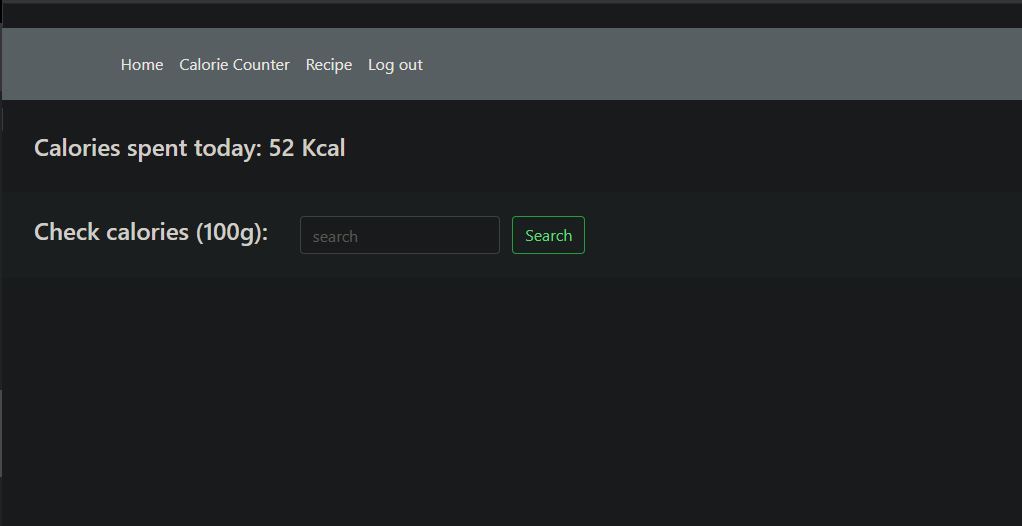 Home Calorie Counter Recipe Log out
Calories spent today: 52 Kcal
Check calories (100g): search Search